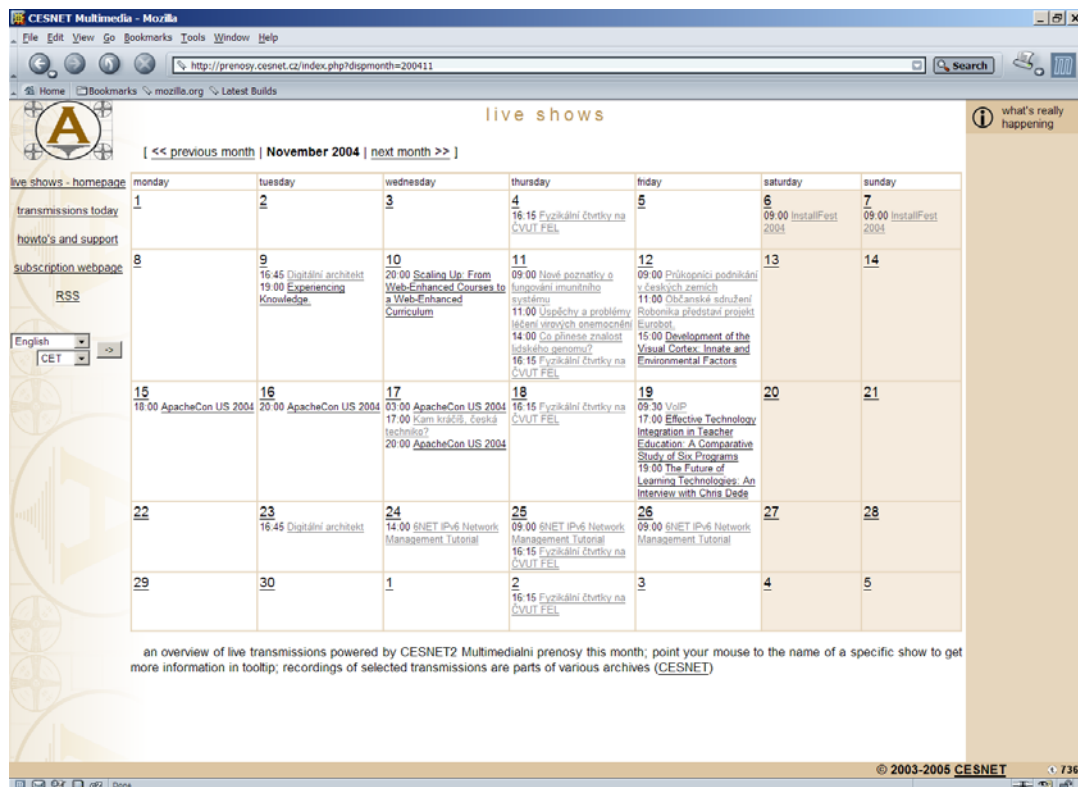 CESNET Multimedia - Mozilla
File Edit View Go Bookmarks Tools Window Help
http://prenosy.cesnet.cz/index.php?dispmonth=200411
Search
Home Bookmarks mozilla.org Latest Builds
A
live shows
what's really
happening
[ << previous month | November 2004 | next month >> ]
live shows - homepage
transmissions today
howto's and support
subscription webpage
RSS
English
CET
->
monday tuesday wednesday thursday friday saturday sunday
1
2
3
4
16:15 Fyzikální čtvrtky na
ČVUT FEL
5
6
09:00 InstallFest
2004
7
09:00 InstallFest
2004
8
9
16:45 Digitální architekt
19:00 Experiencing
Knowledge.
10
20:00 Scaling Up: From
Web-Enhanced Courses to
a Web-Enhanced
Curriculum
11
09:00 Nové poznatky o
fungování imunitního
systému
11:00 Úspěchy a problémy
léčení virových onemocnění
14:00 Co přinese znalost
lidského genomu?
16:15 Fyzikální čtvrtky na
ČVUT FEL
12
09:00 Průkopníci podnikání
v českých zemích
11:00 Občanské sdružení
Robonika představí projekt
Eurobot.
15:00 Development of the
Visual Cortex: Innate and
Environmental Factors
13
14
15
18:00 ApacheCon US 2004
16
20:00 ApacheCon US 2004
17
03:00 ApacheCon US 2004
17:00 Kam kráčíš, česká
techniko?
20:00 ApacheCon US 2004
18
16:15 Fyzikální čtvrtky na
ČVUT FEL
19
09:30 VoIP
17:00 Effective Technology
Integration in Teacher
Education: A Comparative
Study of Six Programs
19:00 The Future of
Learning Technologies: An
Interview with Chris Dede
20
21
22
23
16:45 Digitální architekt
24
14:00 6NET IPv6 Network
Management Tutorial
25
09:00 6NET IPv6 Network
Management Tutorial
16:15 Fyzikální čtvrtky na
ČVUT FEL
26
09:00 6NET IPv6 Network
Management Tutorial
27
28
29
30
1
2
16:15 Fyzikální čtvrtky na
ČVUT FEL
3
4
5
an overview of live transmissions powered by CESNET2 Multimedialni prenosy this month; point your mouse to the name of a specific show to get
more information in tooltip; recordings of selected transmissions are parts of various archives (CESNET)
© 2003-2005 CESNET
736
Done